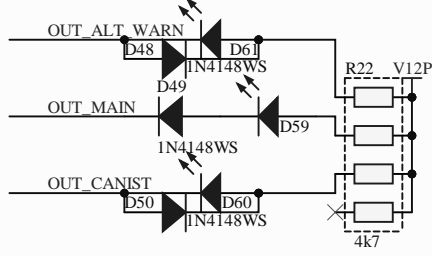 OUT_ALT_WARN
D48
D61
1N4148WS
R22
V12P
D49
OUT_MAIN
D59
1N4148WS
OUT_CANIST
D50
D60
1N4148WS
4k7